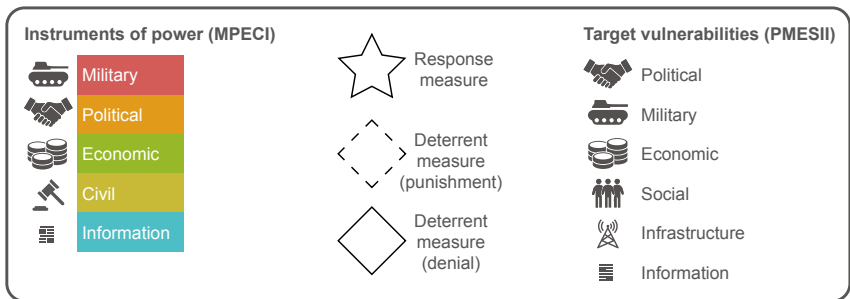 Instruments of power (MPECI)
Military
Political
Economic
Civil
Information
Response
measure
Deterrent
measure
(punishment)
Deterrent
measure
(denial)
Target vulnerabilities (PMESII)
Political
Military
Economic
Social
Infrastructure
Information